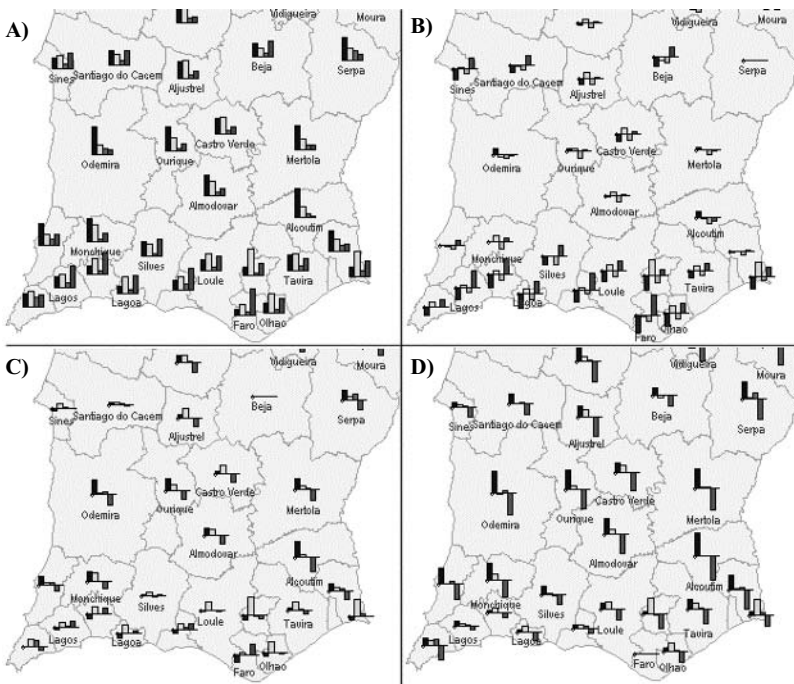 A)
Vidigueira
Moura
Sines
Santiago do Cacem
Aljustrel
Beja
Serpa
Odemira
Ourique
Castro Verde
Mertola
Almodovar
Alcoutim
Monchique
Silves
Lagos
Lagoa
Loule
Tavira
Faro
Olhao
B)
Vidigueira
Moura
Sines
Santiago do Cacem
Aljustrel
Beja
Serpa
Odemira
Ourique
Castro Verde
Mertola
Almodovar
Alcoutim
Monchique
Silves
Lagos
Lagoa
Loule
Tavira
Faro
Olhao
C)
Vidigueira
Moura
Sines
Santiago do Cacem
Aljustrel
Beja
Serpa
Odemira
Ourique
Castro Verde
Mertola
Almodovar
Alcoutim
Monchique
Silves
Lagos
Lagoa
Loule
Tavira
Faro
Olhao
D)
Vidigueira
Moura
Sines
Santiago do Cacem
Aljustrel
Beja
Serpa
Odemira
Ourique
Castro Verde
Mertola
Almodovar
Alcoutim
Monchique
Silves
Lagos
Lagoa
Loule
Tavira
Faro
Olhao